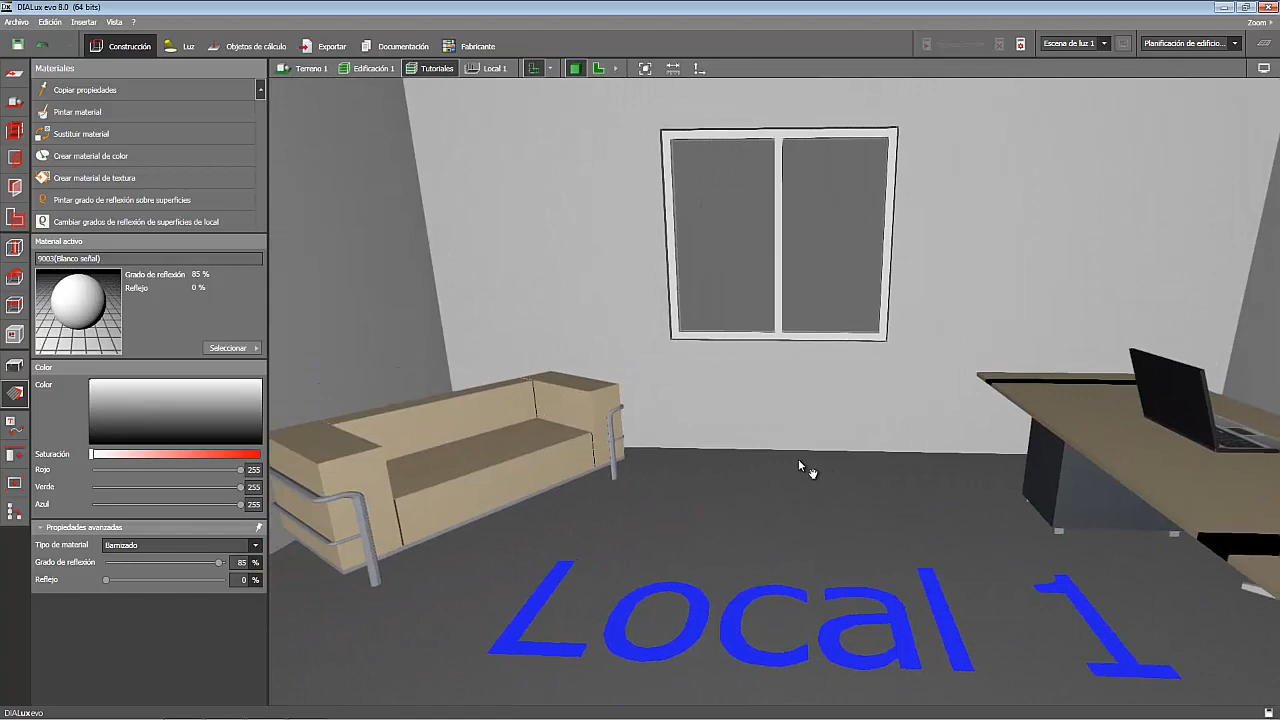 DIALux evo 8.0 (64 bits)
Archivo Edición Insertar Vista ?
Zoom
Construcción Luz Objetos de cálculo Exportar Documentación Fabricante
Escena de luz 1 Planificación de edificio...
Materiales
Terreno 1 Edificación 1 Tutoriales Local 1
Copiar propiedades
Pintar material
Sustituir material
Crear material de color
Crear material de textura
Pintar grado de reflexión sobre superficies
Cambiar grados de reflexión de superficies de local
Material activo
9003(Blanco señal)
Grado de reflexión 85 %
Reflejo 0 %
Seleccionar
Color
Color
Saturación
Rojo 255
Verde 255
Azul 255
Propiedades avanzadas
Tipo de material Barnizado
Grado de reflexión 85 %
Reflejo 0 %
Local 1
DIALux evo